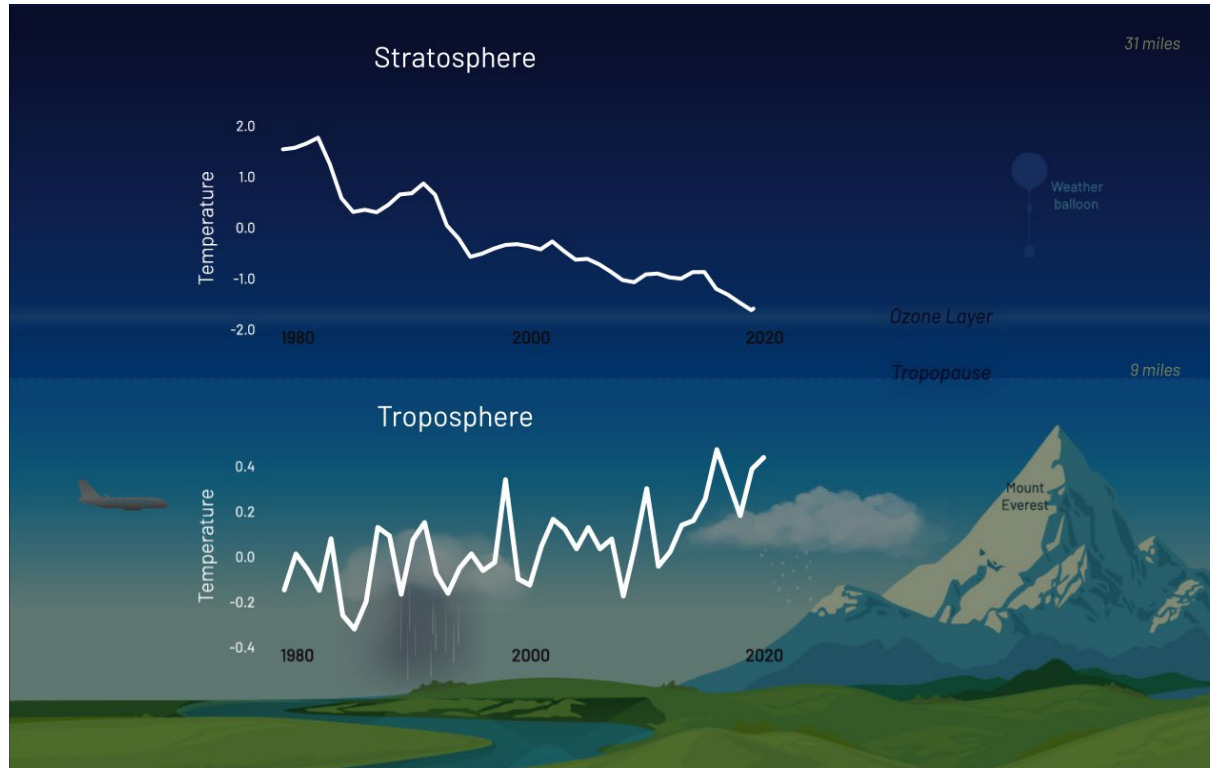 31 miles
Stratosphere
2.0
1.0
0.0
-1.0
-2.0
Temperature
1980
2000
2020
Weather
balloon
Ozone Layer
Tropopause
9 miles
Troposphere
0.4
0.2
0.0
-0.2
-0.4
Temperature
1980
2000
2020
Mount
Everest